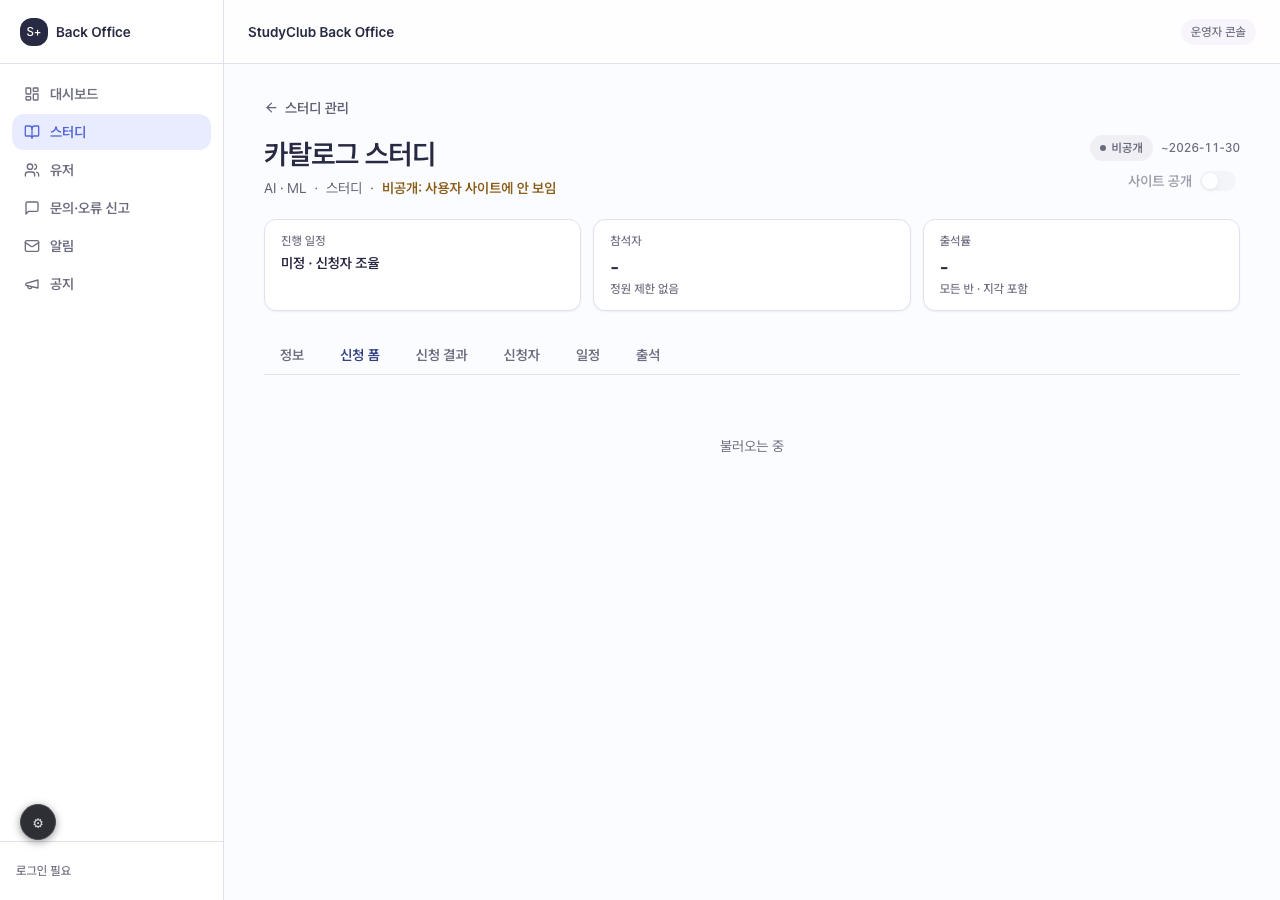 S+ Back Office
StudyClub Back Office
운영자 콘솔
대시보드
스터디
유저
문의·오류 신고
알림
공지
로그인 필요
← 스터디 관리
카탈로그 스터디
비공개 ~2026-11-30
AI · ML · 스터디 · 비공개: 사용자 사이트에 안 보임
사이트 공개
진행 일정
미정 · 신청자 조율
참석자
–
정원 제한 없음
출석률
–
모든 반 · 지각 포함
정보 신청 폼 신청 결과 신청자 일정 출석
불러오는 중